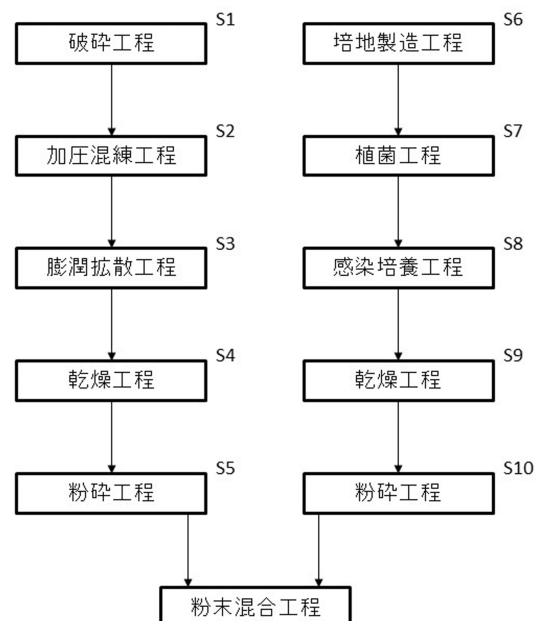 S1
破砕工程
S2
加圧混練工程
S3
膨潤拡散工程
S4
乾燥工程
S5
粉砕工程
S6
培地製造工程
S7
植菌工程
S8
感染培養工程
S9
乾燥工程
S10
粉砕工程
粉末混合工程